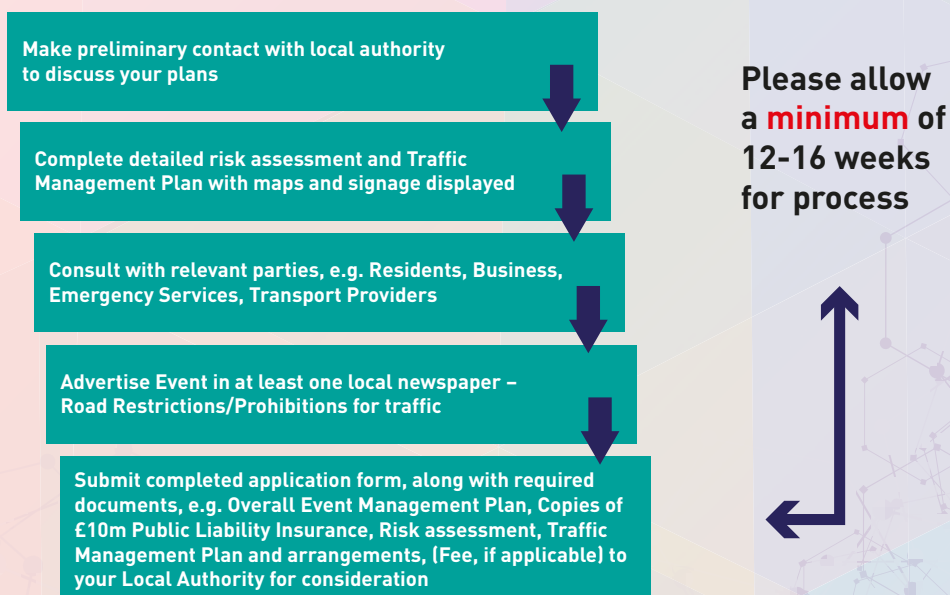 Make preliminary contact with local authority
to discuss your plans
Complete detailed risk assessment and Traffic
Management Plan with maps and signage displayed
Consult with relevant parties, e.g. Residents, Business,
Emergency Services, Transport Providers
Advertise Event in at least one local newspaper –
Road Restrictions/Prohibitions for traffic
Submit completed application form, along with required
documents, e.g. Overall Event Management Plan, Copies of
£10m Public Liability Insurance, Risk assessment, Traffic
Management Plan and arrangements, (Fee, if applicable) to
your Local Authority for consideration
Please allow
a minimum of
12-16 weeks
for process